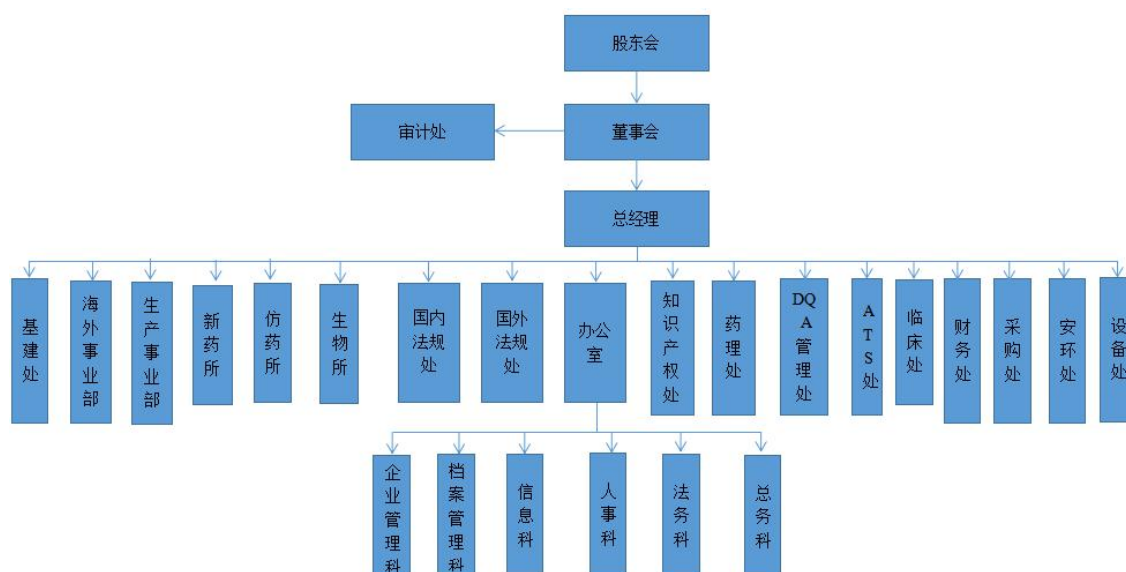 股东会
审计处
董事会
总经理
基建处
海外事业部
生产事业部
新药所
仿药所
生物所
国内
法规处
国外
法规处
办公
室
知识产权处
药理处
DQ
A管理处
ATS处
临床处
财务处
采购处
安环处
设备处
企业管理科
档案管理科
信息科
人事科
法务科
总务科